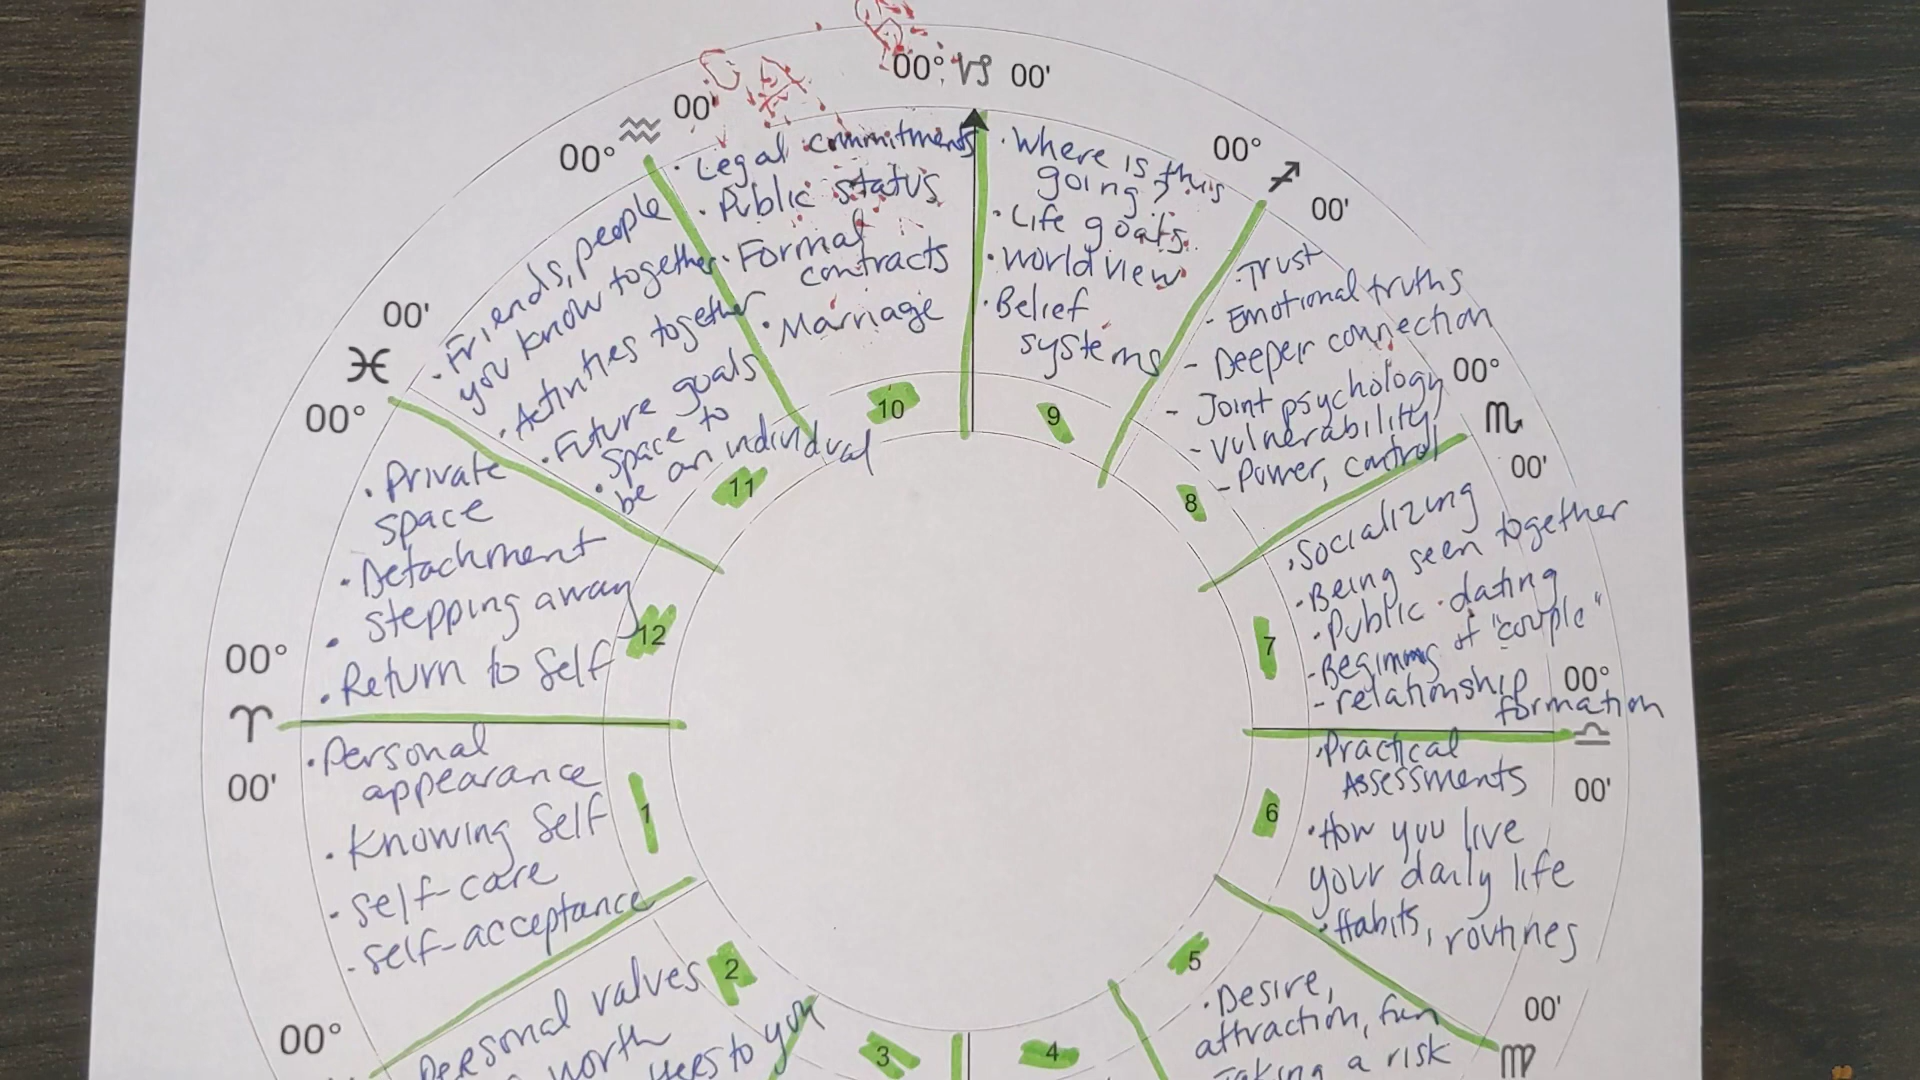 00° ♑ 00'
00° ♒ 00'
00° ♐ 00'
00' ♓ 00°
00° ♏ 00'
00° ♈ 00'
00° ♎ 00'
00°
00' ♍
10
· Legal commitments
· Public status
· Formal
contracts
· Marriage
9
· Where is this
going?
· Life goals
· World view
· Belief
systems
8
· Trust
- Emotional truths
- Deeper connection
- Joint psychology
- Vulnerability
- Power, control
7
· Socializing
· Being seen together
· Public dating
· Beginning of "couple"
- relationship
formation
6
· Practical
Assessments
· How you live
your daily life
· Habits, routines
5
· Desire,
attraction, fun
Taking a risk
4
3
2
Personal values
worth
to you
1
· Personal
appearance
· Knowing Self
· Self-care
· Self-acceptance
12
· Private
space
· Detachment
· stepping away
· Return to Self
11
· Friends, people
you know together
· Activities together
· Future goals
· Space to
be an individual